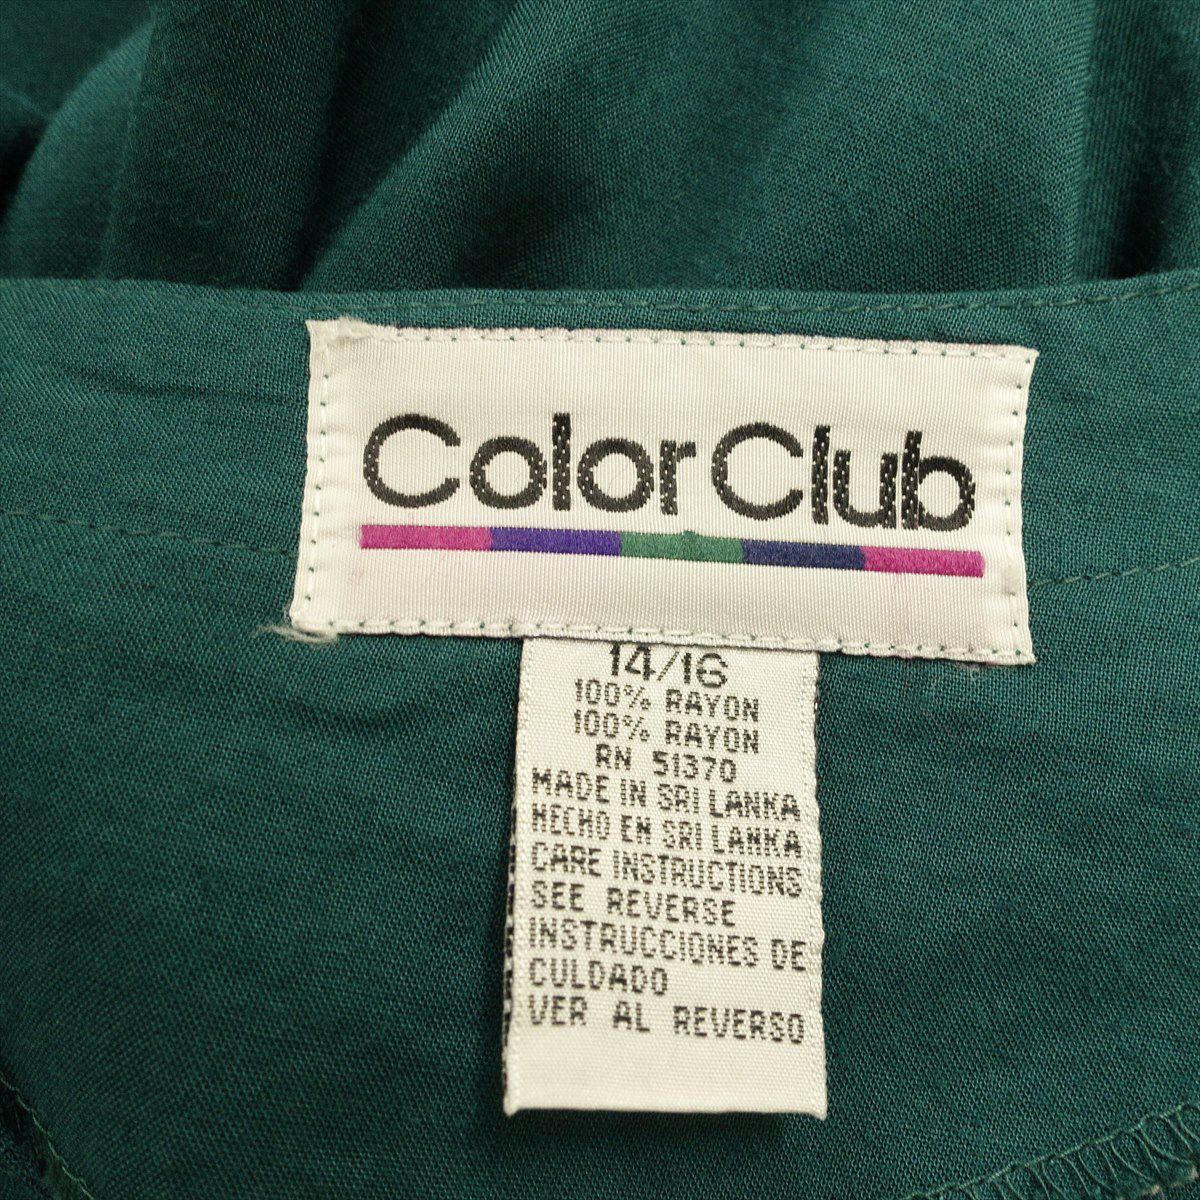 Color Club
14/16
100% RAYON
100% RAYON
RN 51370
MADE IN SRI LANKA
HECHO EN SRI LANKA
CARE INSTRUCTIONS
SEE REVERSE
INSTRUCCIONES DE
CULDADO
VER AL REVERSO